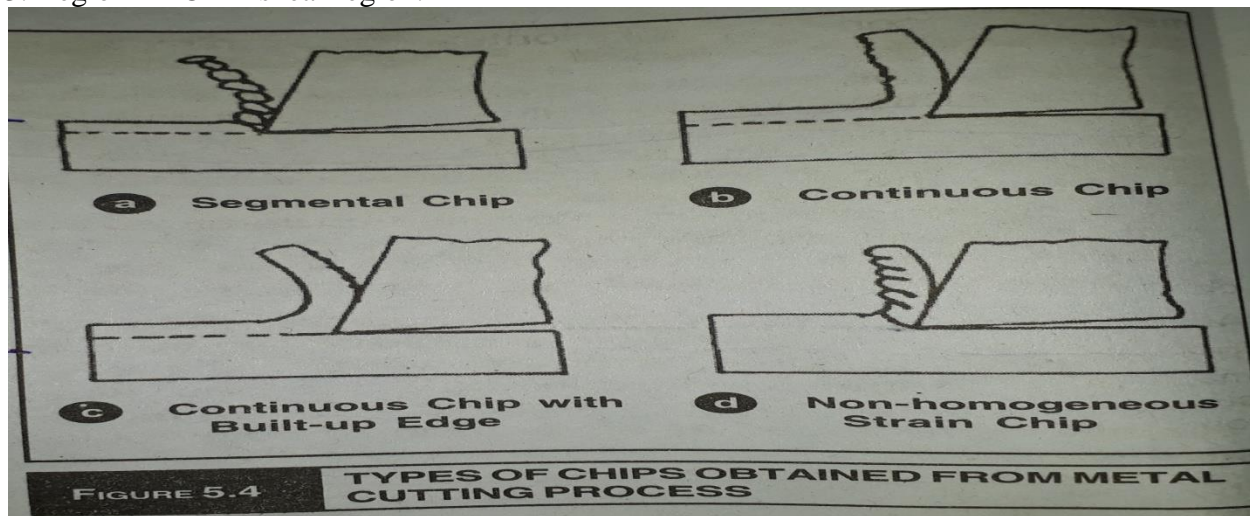 a Segmental Chip
b Continuous Chip
c Continuous Chip with
Built-up Edge
d Non-homogeneous
Strain Chip
FIGURE 5.4
TYPES OF CHIPS OBTAINED FROM METAL
CUTTING PROCESS